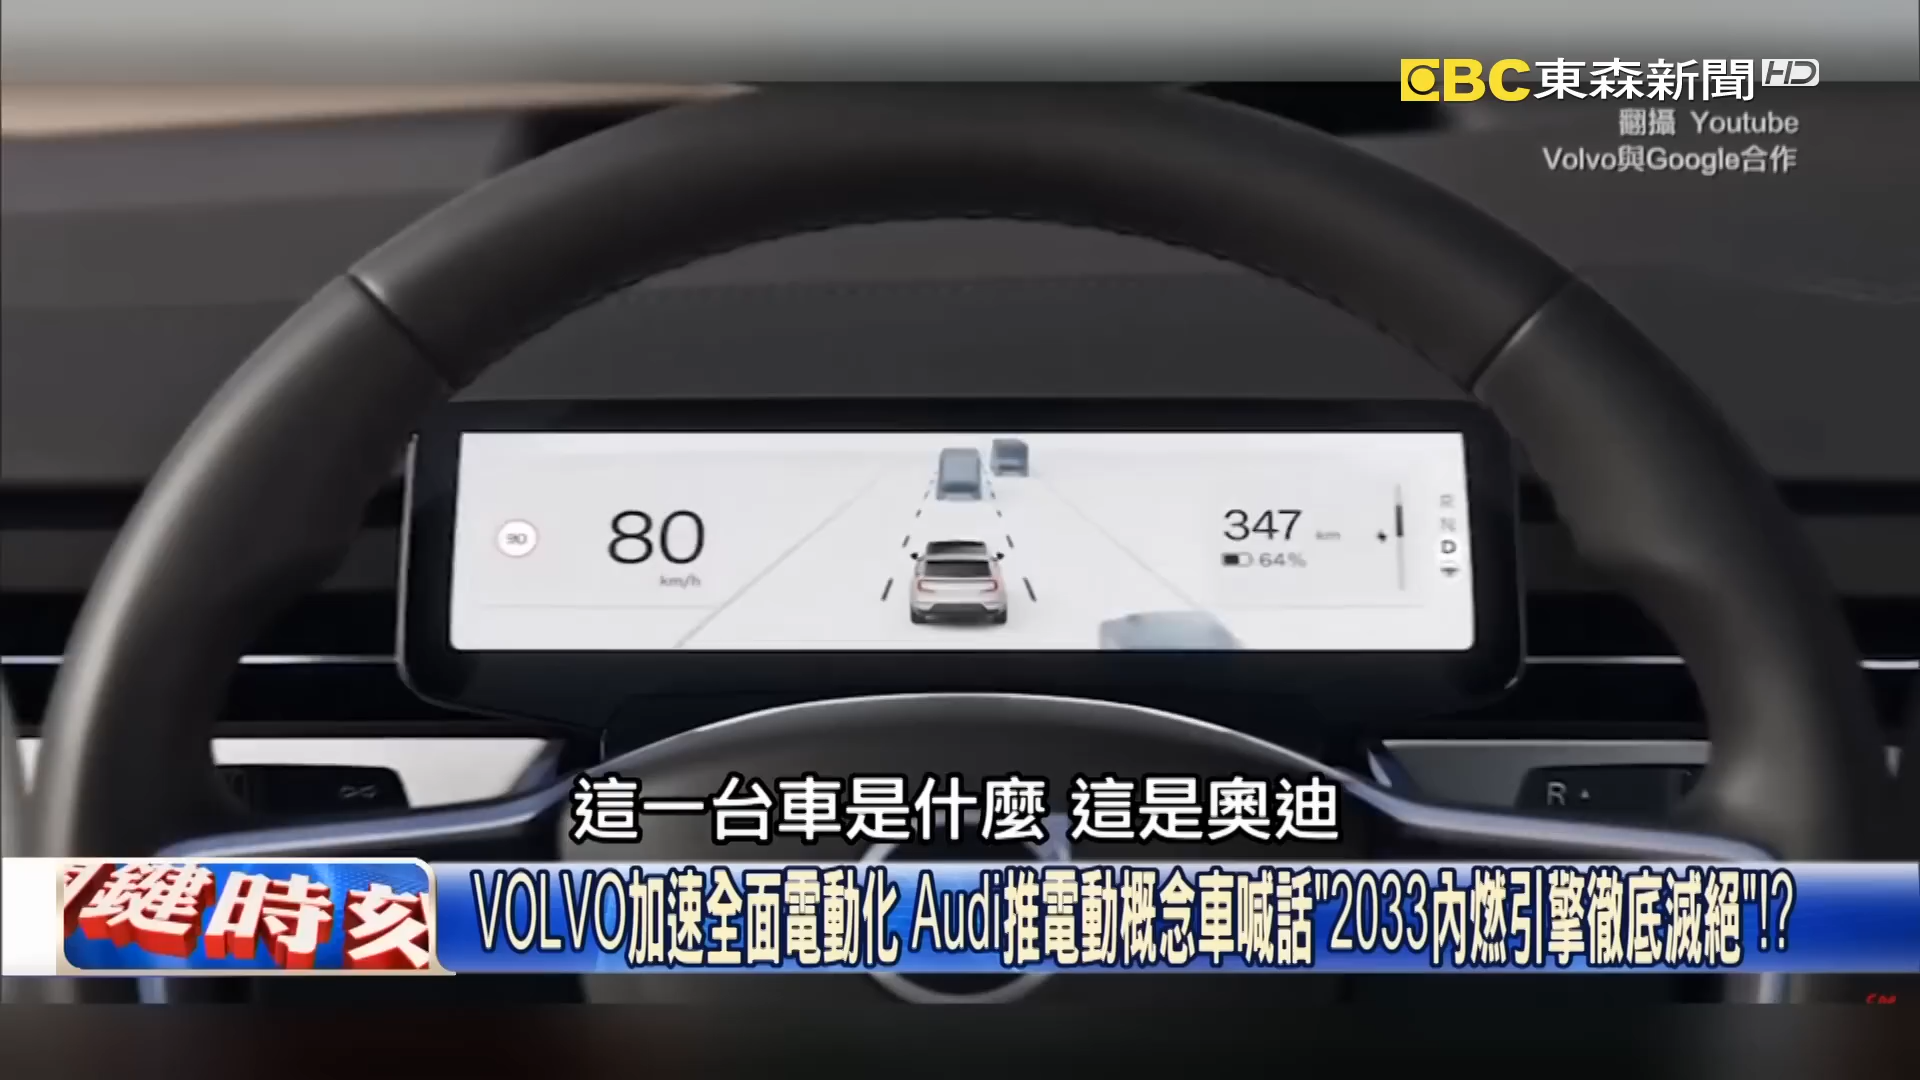 EBC東森新聞HD
翻攝 Youtube
Volvo與Google合作
90
80
km/h
347 km
64%
R
N
D
R
這一台車是什麼 這是奧迪
鍵時刻
VOLVO加速全面電動化 Audi推電動概念車喊話"2033內燃引擎徹底滅絕"!?